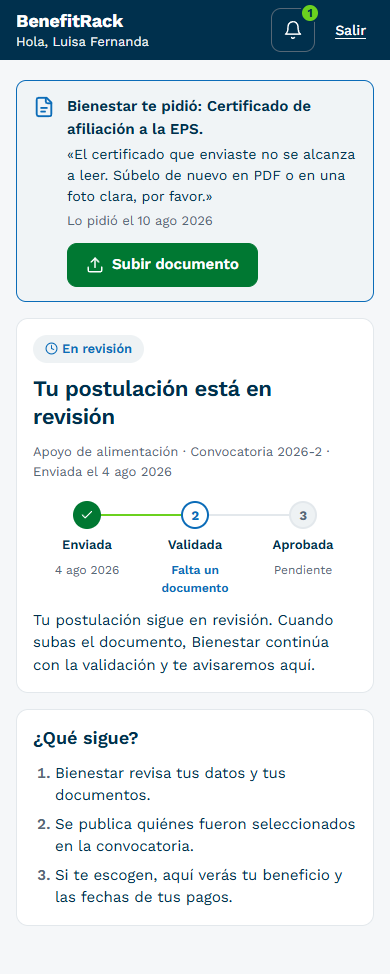 BenefitRack
Hola, Luisa Fernanda
1
Salir
Bienestar te pidió: Certificado de
afiliación a la EPS.
«El certificado que enviaste no se alcanza
a leer. Súbelo de nuevo en PDF o en una
foto clara, por favor.»
Lo pidió el 10 ago 2026
Subir documento
En revisión
Tu postulación está en
revisión
Apoyo de alimentación · Convocatoria 2026-2 ·
Enviada el 4 ago 2026
2
3
Enviada
Validada
Aprobada
4 ago 2026
Falta un
documento
Pendiente
Tu postulación sigue en revisión. Cuando
subas el documento, Bienestar continúa
con la validación y te avisaremos aquí.
¿Qué sigue?
1. Bienestar revisa tus datos y tus
documentos.
2. Se publica quiénes fueron seleccionados
en la convocatoria.
3. Si te escogen, aquí verás tu beneficio y
las fechas de tus pagos.